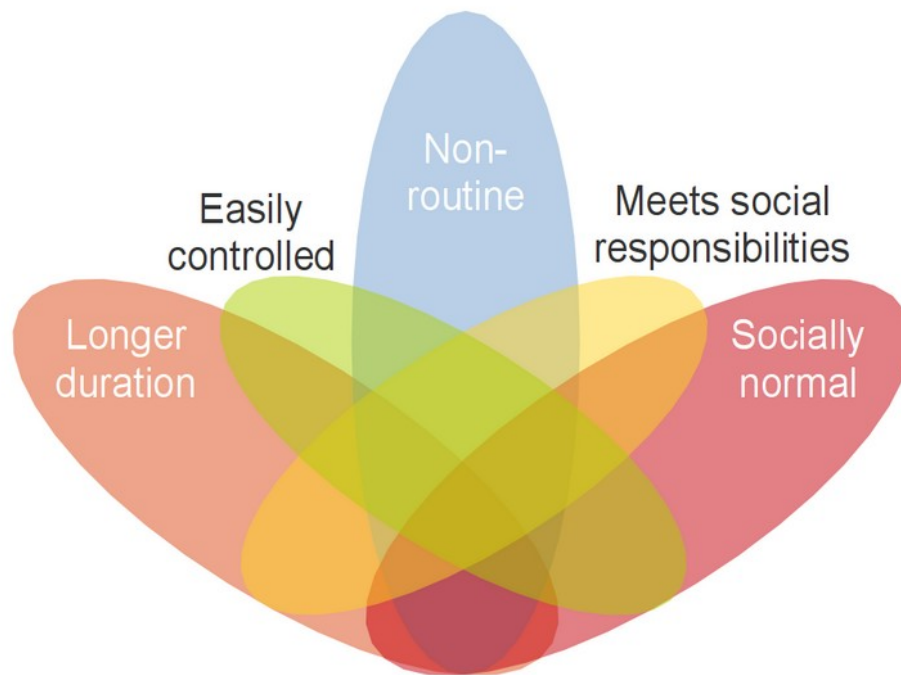 Non-
routine
Easily
controlled
Meets social
responsibilities
Longer
duration
Socially
normal